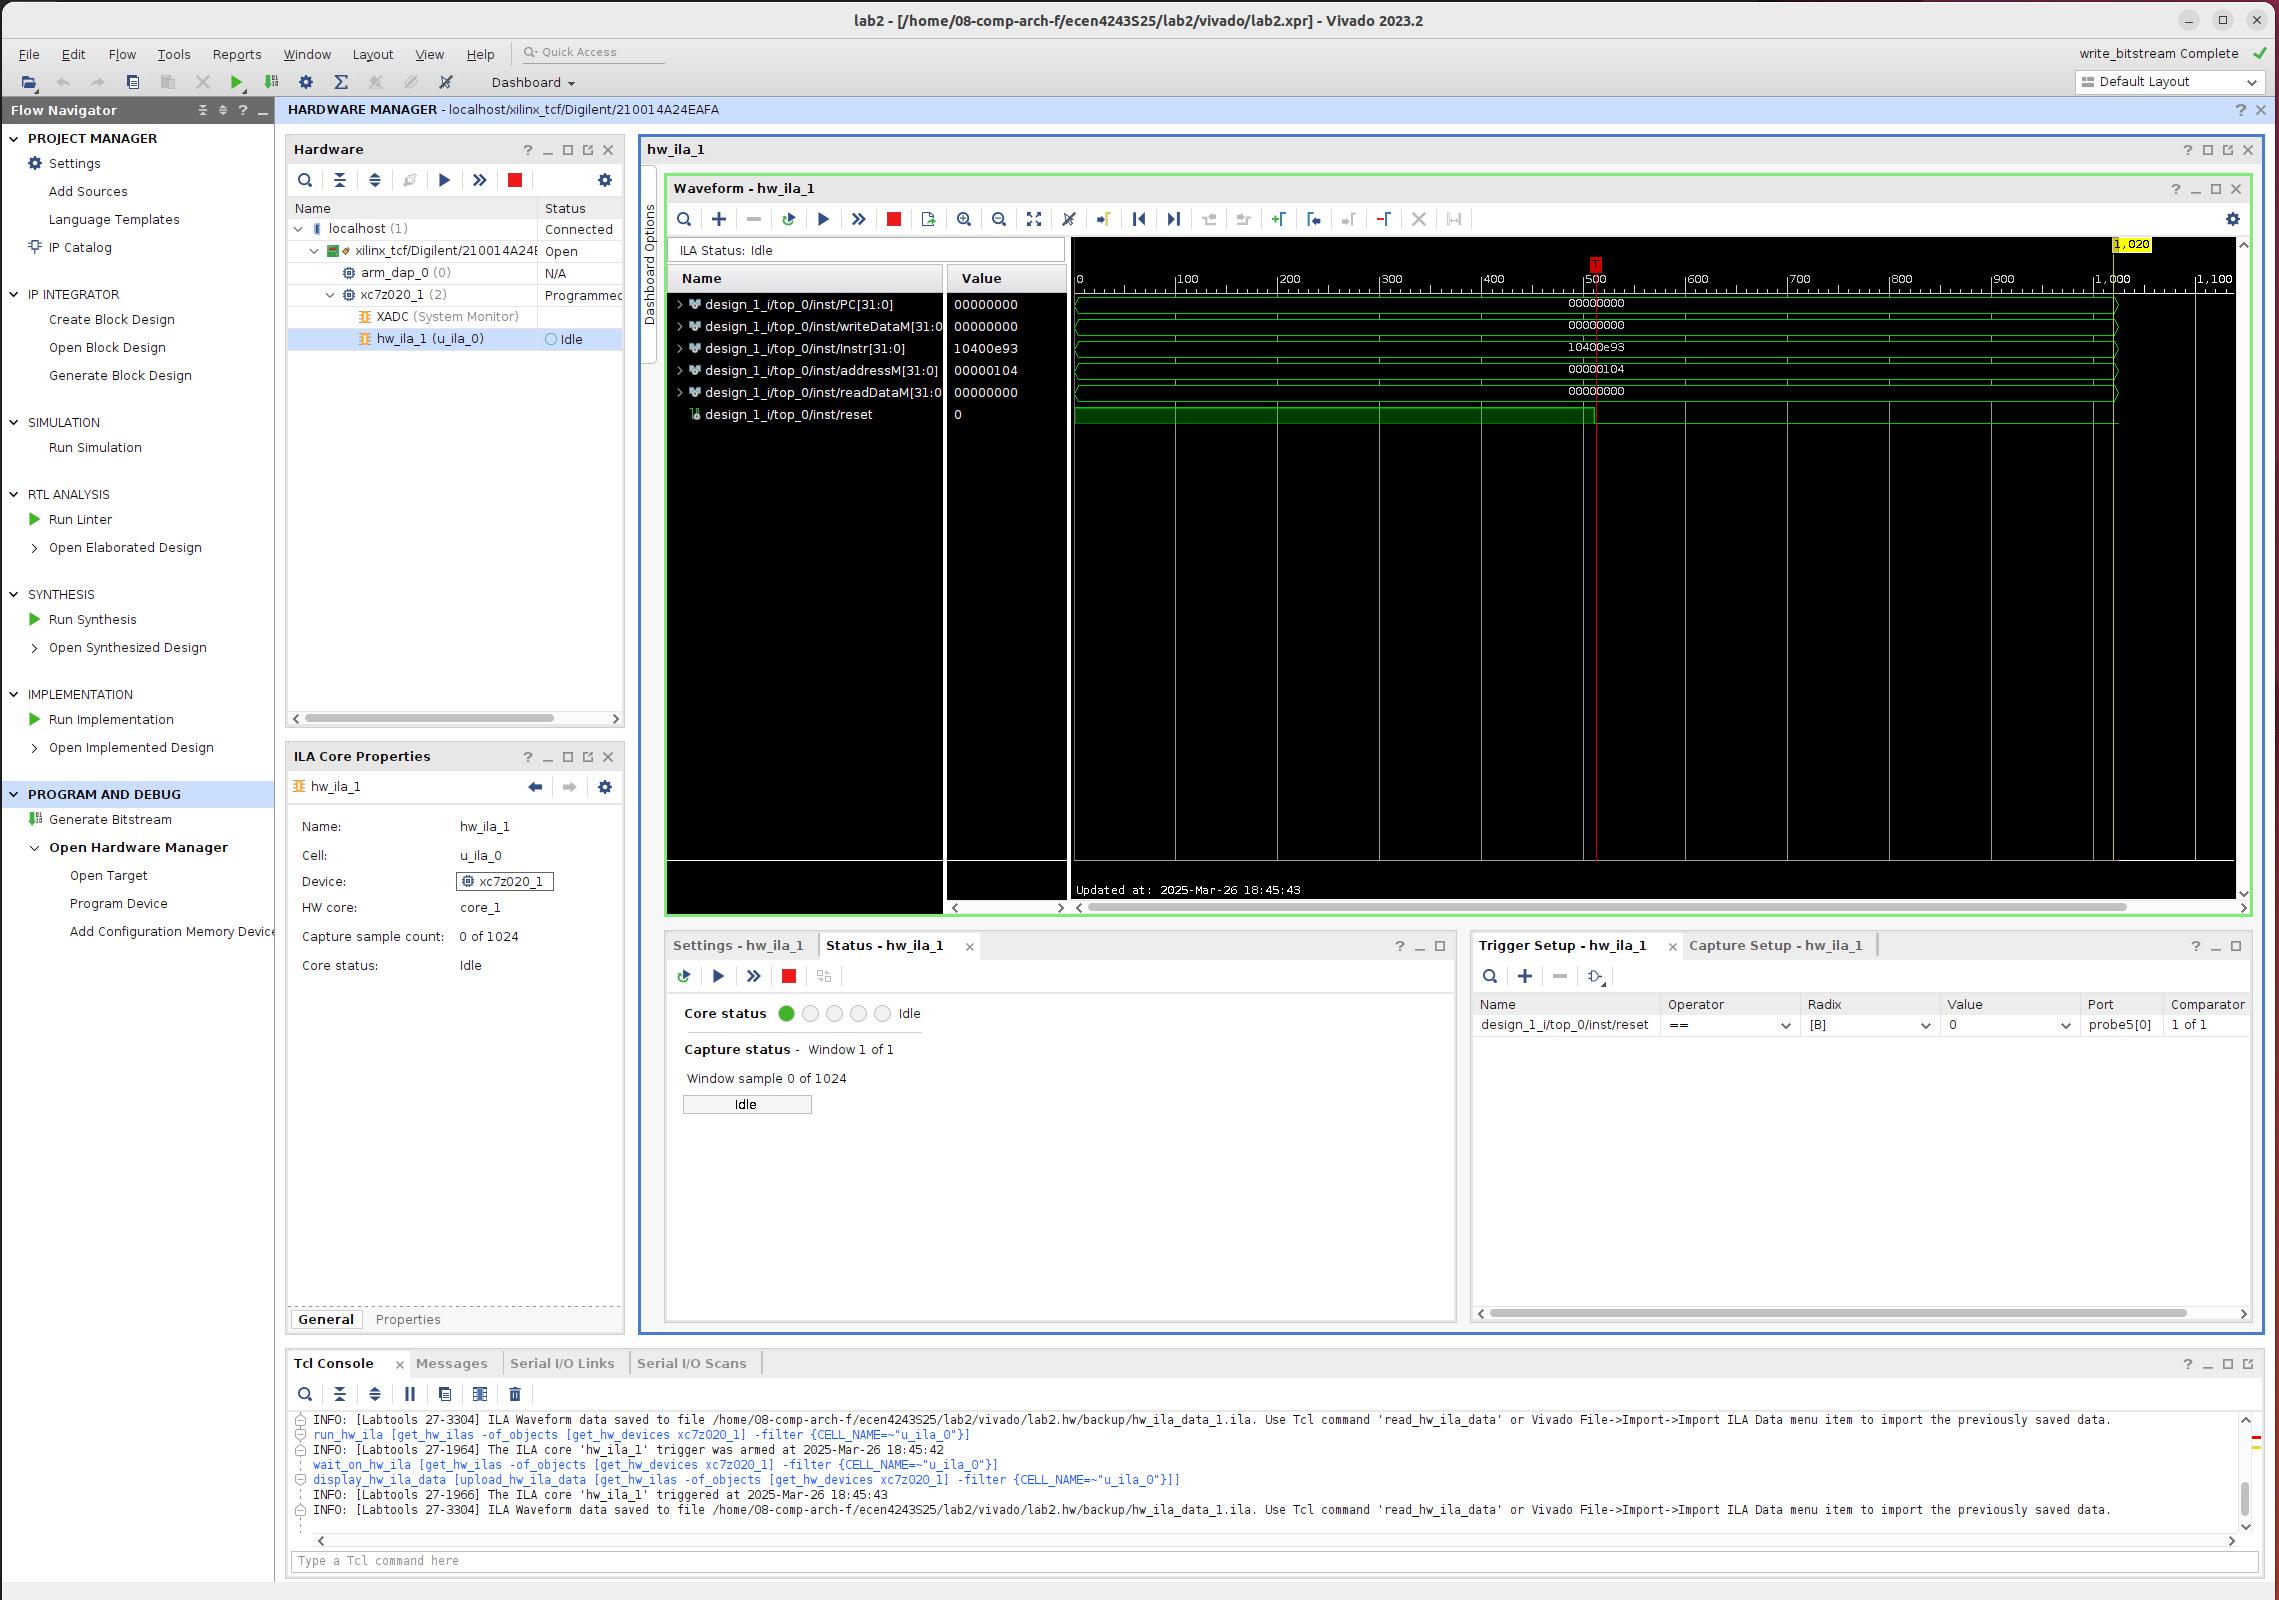 lab2 - [/home/08-comp-arch-f/ecen4243S25/lab2/vivado/lab2.xpr] - Vivado 2023.2
File Edit Flow Tools Reports Window Layout View Help Quick Access
write_bitstream Complete
Dashboard
Default Layout
Flow Navigator
HARDWARE MANAGER - localhost/xilinx_tcf/Digilent/210014A24EAFA
PROJECT MANAGER
Settings
Add Sources
Language Templates
IP Catalog
IP INTEGRATOR
Create Block Design
Open Block Design
Generate Block Design
SIMULATION
Run Simulation
RTL ANALYSIS
Run Linter
Open Elaborated Design
SYNTHESIS
Run Synthesis
Open Synthesized Design
IMPLEMENTATION
Run Implementation
Open Implemented Design
PROGRAM AND DEBUG
Generate Bitstream
Open Hardware Manager
Open Target
Program Device
Add Configuration Memory Device
Hardware
Name Status
localhost (1) Connected
xilinx_tcf/Digilent/210014A24E Open
arm_dap_0 (0) N/A
xc7z020_1 (2) Programmed
XADC (System Monitor)
hw_ila_1 (u_ila_0) Idle
ILA Core Properties
hw_ila_1
Name: hw_ila_1
Cell: u_ila_0
Device: xc7z020_1
HW core: core_1
Capture sample count: 0 of 1024
Core status: Idle
General Properties
hw_ila_1
Dashboard Options
Waveform - hw_ila_1
ILA Status: Idle
1,020
Name Value
0 100 200 300 400 500 600 700 800 900 1,000 1,100
T
design_1_i/top_0/inst/PC[31:0] 00000000 00000000
design_1_i/top_0/inst/writeDataM[31:0 00000000 00000000
design_1_i/top_0/inst/Instr[31:0] 10400e93 10400e93
design_1_i/top_0/inst/addressM[31:0] 00000104 00000104
design_1_i/top_0/inst/readDataM[31:0 00000000 00000000
design_1_i/top_0/inst/reset 0
Updated at: 2025-Mar-26 18:45:43
Settings - hw_ila_1 Status - hw_ila_1
Core status Idle
Capture status - Window 1 of 1
Window sample 0 of 1024
Idle
Trigger Setup - hw_ila_1 Capture Setup - hw_ila_1
Name Operator Radix Value Port Comparator
design_1_i/top_0/inst/reset == [B] 0 probe5[0] 1 of 1
Tcl Console Messages Serial I/O Links Serial I/O Scans
INFO: [Labtools 27-3304] ILA Waveform data saved to file /home/08-comp-arch-f/ecen4243S25/lab2/vivado/lab2.hw/backup/hw_ila_data_1.ila. Use Tcl command 'read_hw_ila_data' or Vivado File->Import->Import ILA Data menu item to import the previously saved data.
run_hw_ila [get_hw_ilas -of_objects [get_hw_devices xc7z020_1] -filter {CELL_NAME=~"u_ila_0"}]
INFO: [Labtools 27-1964] The ILA core 'hw_ila_1' trigger was armed at 2025-Mar-26 18:45:42
wait_on_hw_ila [get_hw_ilas -of_objects [get_hw_devices xc7z020_1] -filter {CELL_NAME=~"u_ila_0"}]
display_hw_ila_data [upload_hw_ila_data [get_hw_ilas -of_objects [get_hw_devices xc7z020_1] -filter {CELL_NAME=~"u_ila_0"}]]
INFO: [Labtools 27-1966] The ILA core 'hw_ila_1' triggered at 2025-Mar-26 18:45:43
INFO: [Labtools 27-3304] ILA Waveform data saved to file /home/08-comp-arch-f/ecen4243S25/lab2/vivado/lab2.hw/backup/hw_ila_data_1.ila. Use Tcl command 'read_hw_ila_data' or Vivado File->Import->Import ILA Data menu item to import the previously saved data.
Type a Tcl command here